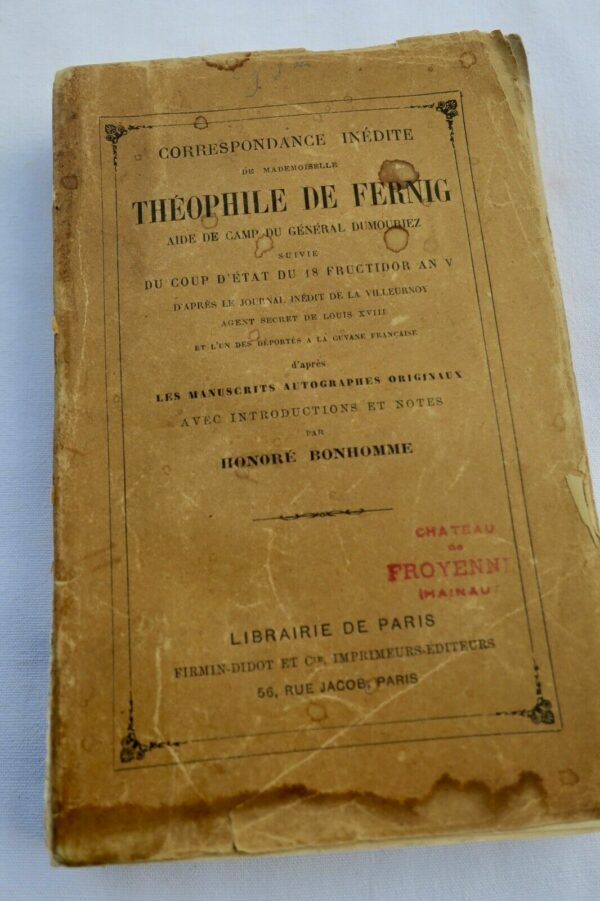 CORRESPONDANCE INÉDITE
DE MADEMOISELLE
THÉOPHILE DE FERNIG
AIDE DE CAMP DU GÉNÉRAL DUMOURIEZ
SUIVIE
DU COUP D'ÉTAT DU 18 FRUCTIDOR AN V
D'APRÈS LE JOURNAL INÉDIT DE LA VILLEURNOY
AGENT SECRET DE LOUIS XVIII
ET L'UN DES DÉPORTÉS A LA GUYANE FRANÇAISE
d'après
LES MANUSCRITS AUTOGRAPHES ORIGINAUX
AVEC INTRODUCTIONS ET NOTES
PAR
HONORÉ BONHOMME
CHATEAU
de
FROYENN
(HAINAU
LIBRAIRIE DE PARIS
FIRMIN-DIDOT ET Cie, IMPRIMEURS-ÉDITEURS
56, RUE JACOB, PARIS